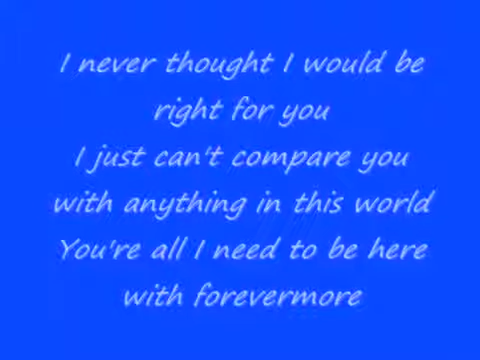 I never thought I would be
right for you
I just can't compare you
with anything in this world
You're all I need to be here
with forevermore